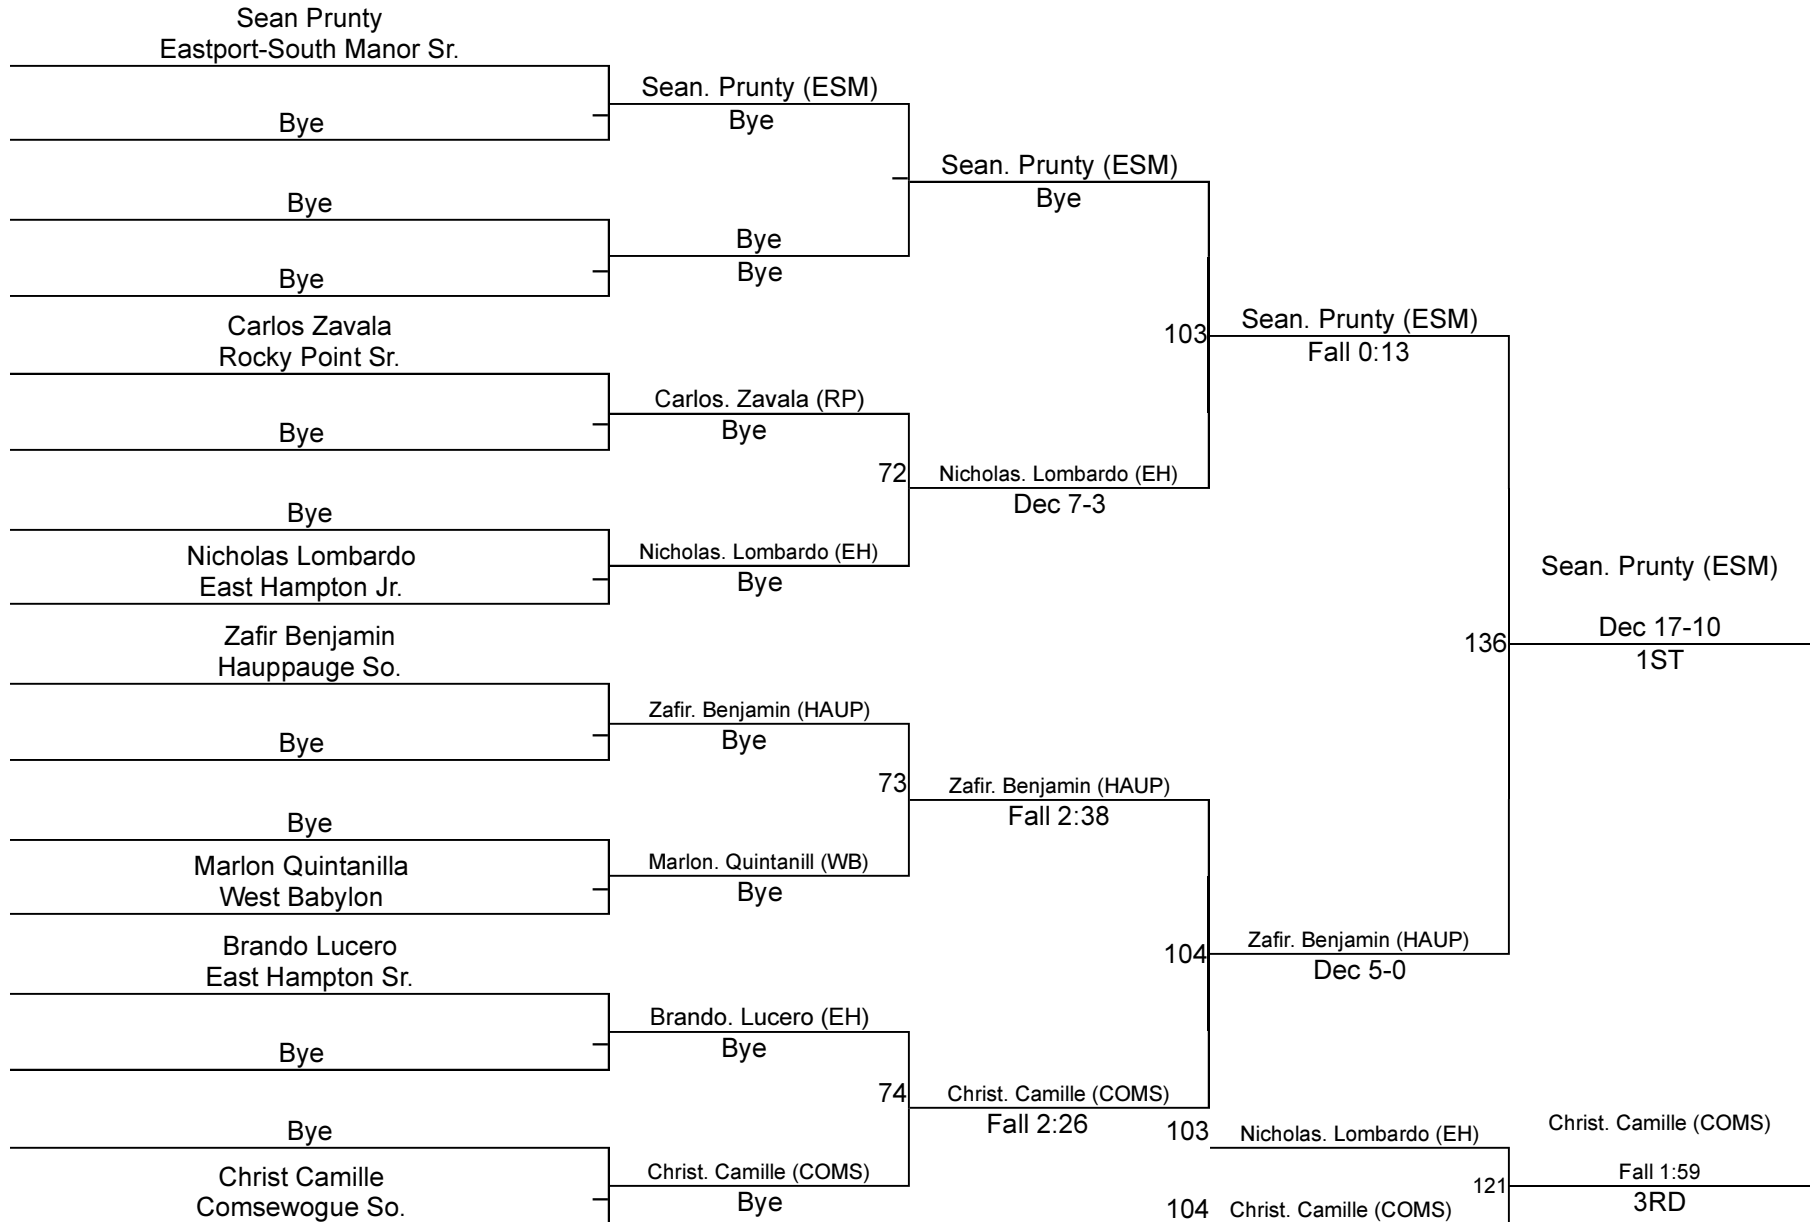 Sean Prunty
Eastport-South Manor Sr.
Bye
Bye
Bye
Carlos Zavala
Rocky Point Sr.
Bye
Bye
Nicholas Lombardo
East Hampton Jr.
Zafir Benjamin
Hauppauge So.
Bye
Bye
Marlon Quintanilla
West Babylon
Brando Lucero
East Hampton Sr.
Bye
Bye
Christ Camille
Comsewogue So.
Sean. Prunty (ESM)
Bye
Bye
Bye
Carlos. Zavala (RP)
Bye
72
Nicholas. Lombardo (EH)
Bye
Zafir. Benjamin (HAUP)
Bye
73
Marlon. Quintanill (WB)
Bye
Brando. Lucero (EH)
Bye
74
Christ. Camille (COMS)
Bye
Sean. Prunty (ESM)
Bye
103
Nicholas. Lombardo (EH)
Dec 7-3
Zafir. Benjamin (HAUP)
Fall 2:38
104
Christ. Camille (COMS)
Fall 2:26
Sean. Prunty (ESM)
Fall 0:13
136
Zafir. Benjamin (HAUP)
Dec 5-0
Sean. Prunty (ESM)
Dec 17-10
1ST
103
Nicholas. Lombardo (EH)
121
104
Christ. Camille (COMS)
Christ. Camille (COMS)
Fall 1:59
3RD